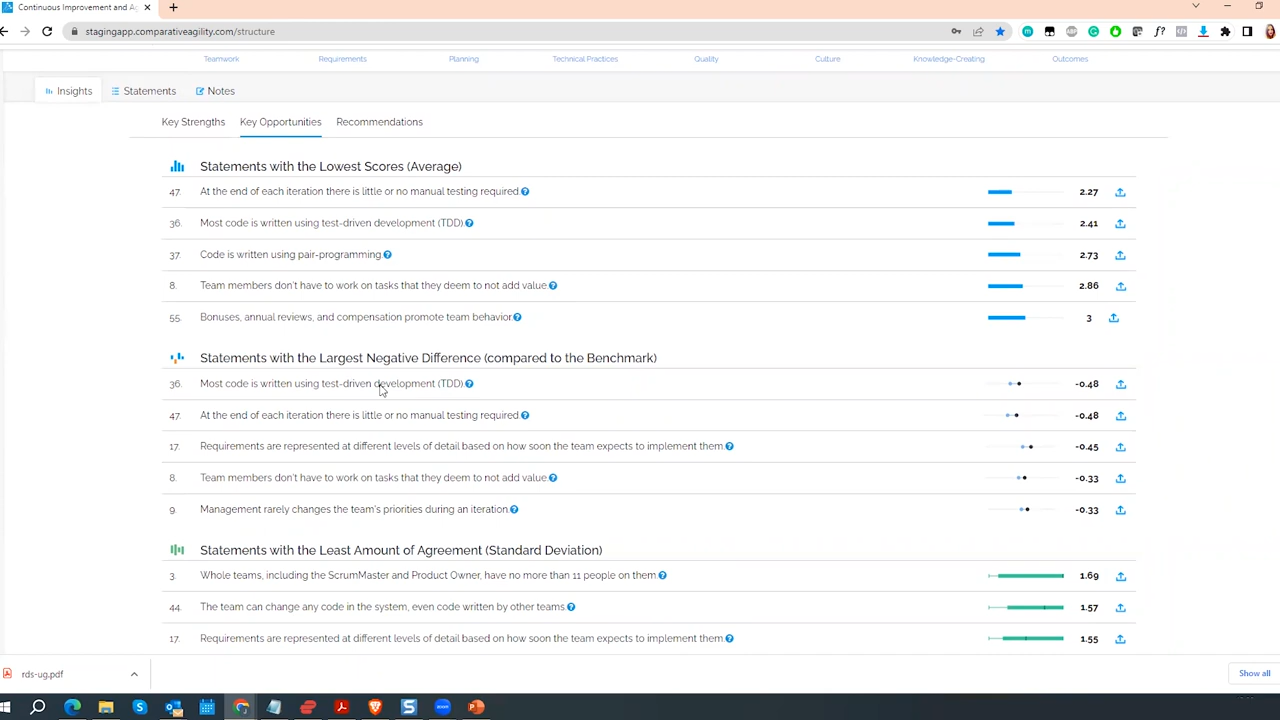 Continuous Improvement and Ag
stagingapp.comparativeagility.com/structure
Teamwork
Requirements
Planning
Technical Practices
Quality
Culture
Knowledge-Creating
Outcomes
Insights
Statements
Notes
Key Strengths
Key Opportunities
Recommendations
Statements with the Lowest Scores (Average)
47. At the end of each iteration there is little or no manual testing required 2.27
36. Most code is written using test-driven development (TDD). 2.41
37. Code is written using pair-programming. 2.73
8. Team members don't have to work on tasks that they deem to not add value. 2.86
55. Bonuses, annual reviews, and compensation promote team behavior. 3
Statements with the Largest Negative Difference (compared to the Benchmark)
36. Most code is written using test-driven development (TDD). -0.48
47. At the end of each iteration there is little or no manual testing required -0.48
17. Requirements are represented at different levels of detail based on how soon the team expects to implement them. -0.45
8. Team members don't have to work on tasks that they deem to not add value. -0.33
9. Management rarely changes the team's priorities during an iteration. -0.33
Statements with the Least Amount of Agreement (Standard Deviation)
3. Whole teams, including the ScrumMaster and Product Owner, have no more than 11 people on them. 1.69
44. The team can change any code in the system, even code written by other teams. 1.57
17. Requirements are represented at different levels of detail based on how soon the team expects to implement them. 1.55
rds-ug.pdf
Show all